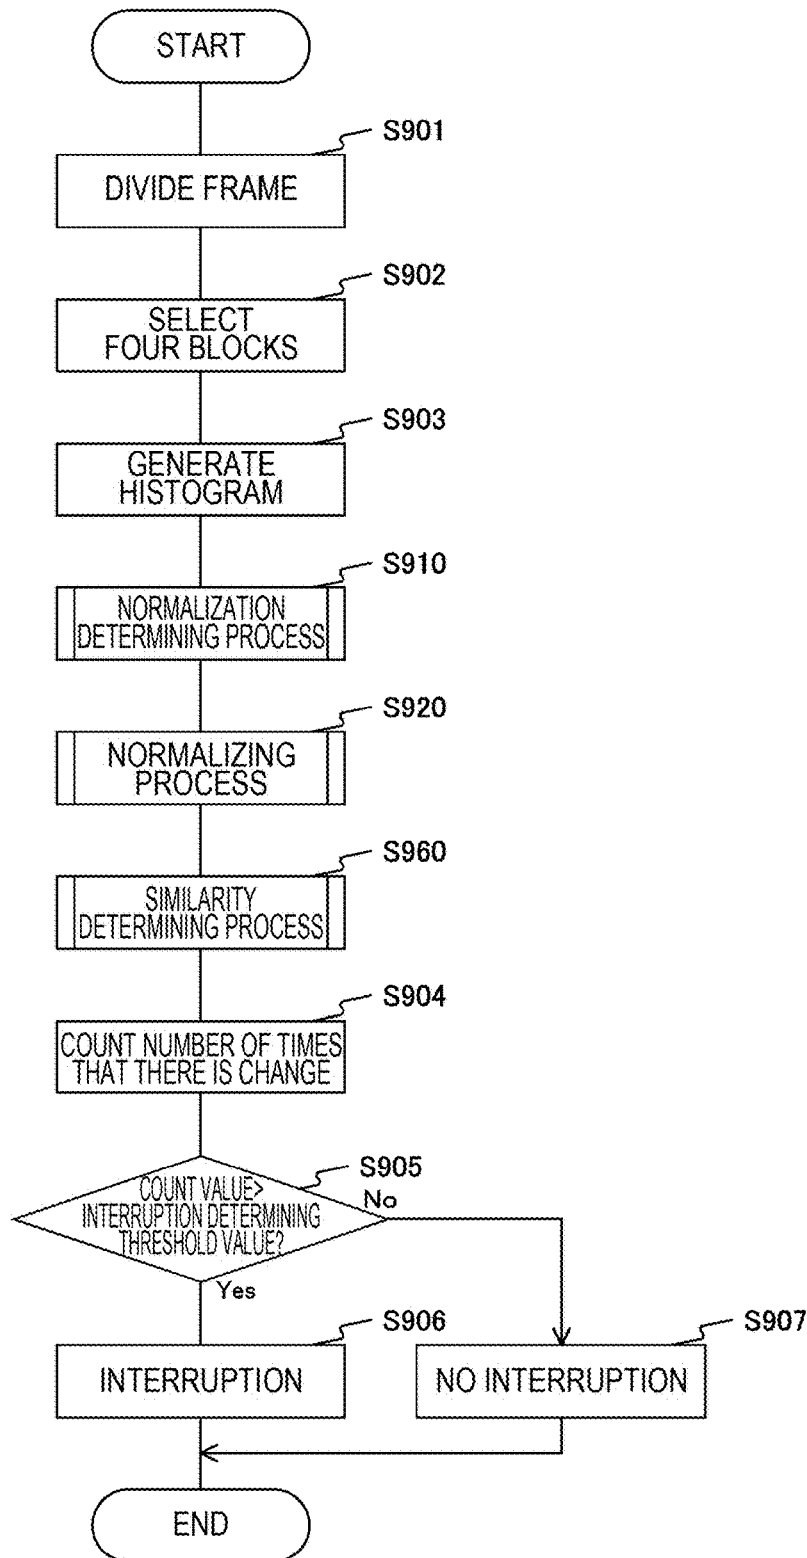 START
S901
DIVIDE FRAME
S902
SELECT
FOUR BLOCKS
S903
GENERATE
HISTOGRAM
S910
NORMALIZATION
DETERMINING PROCESS
S920
NORMALIZING
PROCESS
S960
SIMILARITY
DETERMINING PROCESS
S904
COUNT NUMBER OF TIMES
THAT THERE IS CHANGE
S905
COUNT VALUE>
INTERRUPTION DETERMINING
THRESHOLD VALUE?
No
Yes
S906
INTERRUPTION
S907
NO INTERRUPTION
END